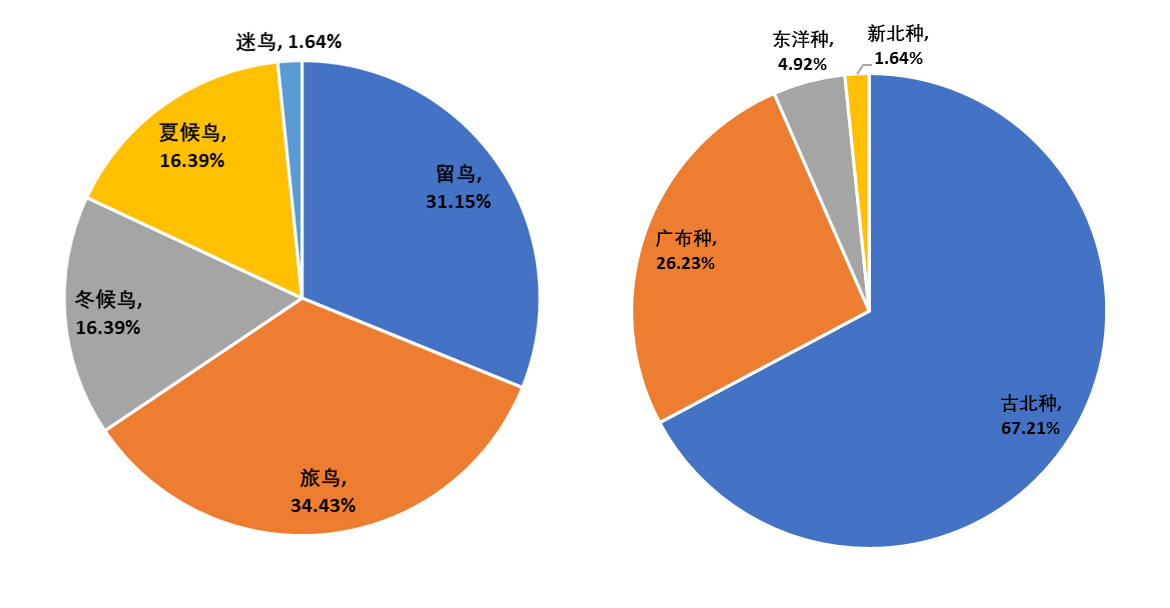 迷鸟, 1.64%
夏候鸟,
16.39%
留鸟,
31.15%
冬候鸟,
16.39%
旅鸟,
34.43%
东洋种,
4.92%
新北种,
1.64%
广布种,
26.23%
古北种,
67.21%